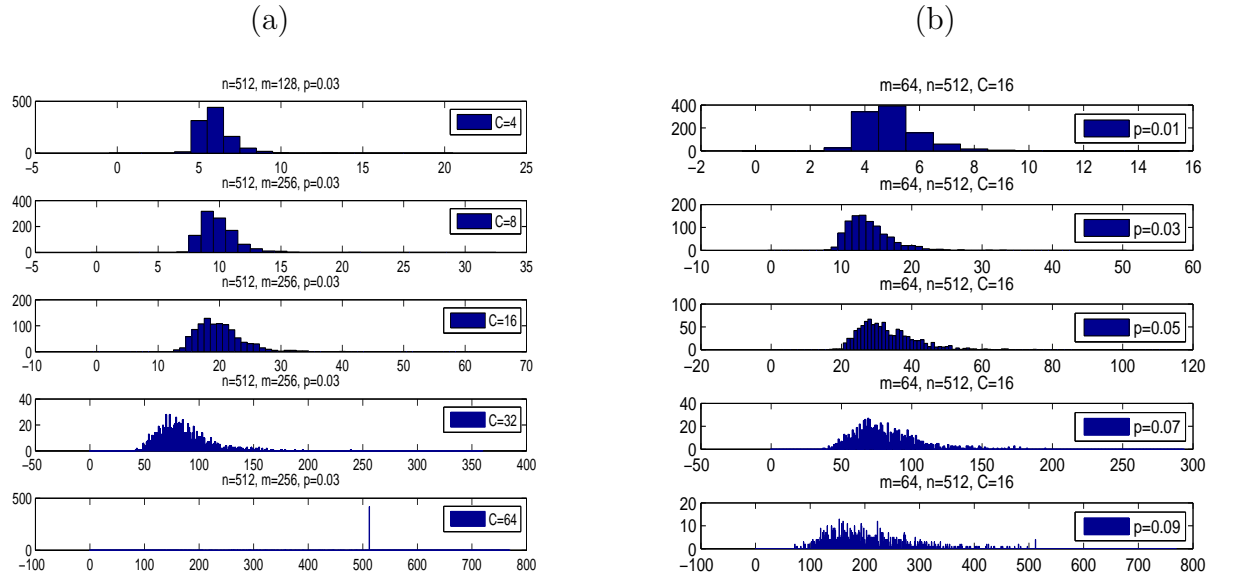 (a)
n=512, m=128, p=0.03
500
0
C=4
−5 0 5 10 15 20 25
n=512, m=256, p=0.03
400
200
0
C=8
−5 0 5 10 15 20 25 30 35
n=512, m=256, p=0.03
200
100
0
C=16
−10 0 10 20 30 40 50 60 70
n=512, m=256, p=0.03
40
20
0
C=32
−50 0 50 100 150 200 250 300 350 400
n=512, m=256, p=0.03
500
0
C=64
−100 0 100 200 300 400 500 600 700 800
(b)
m=64, n=512, C=16
400
200
0
p=0.01
−2 0 2 4 6 8 10 12 14 16
m=64, n=512, C=16
200
100
0
p=0.03
−10 0 10 20 30 40 50 60
m=64, n=512, C=16
100
50
0
p=0.05
−20 0 20 40 60 80 100 120
m=64, n=512, C=16
40
20
0
p=0.07
−50 0 50 100 150 200 250 300
m=64, n=512, C=16
20
10
0
p=0.09
−100 0 100 200 300 400 500 600 700 800